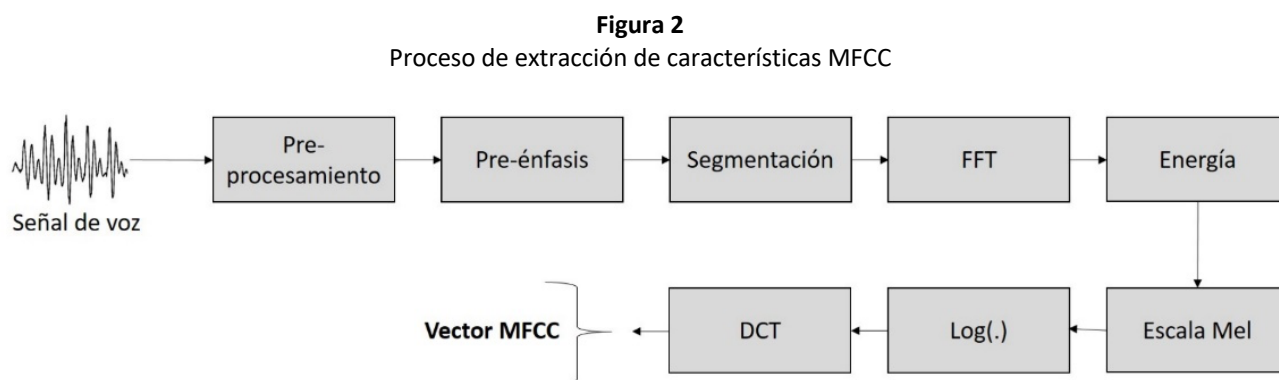 Figura 2
Proceso de extracción de características MFCC
Señal de voz
Pre-
procesamiento
Pre-énfasis
Segmentación
FFT
Energía
Escala Mel
Log(.)
DCT
Vector MFCC